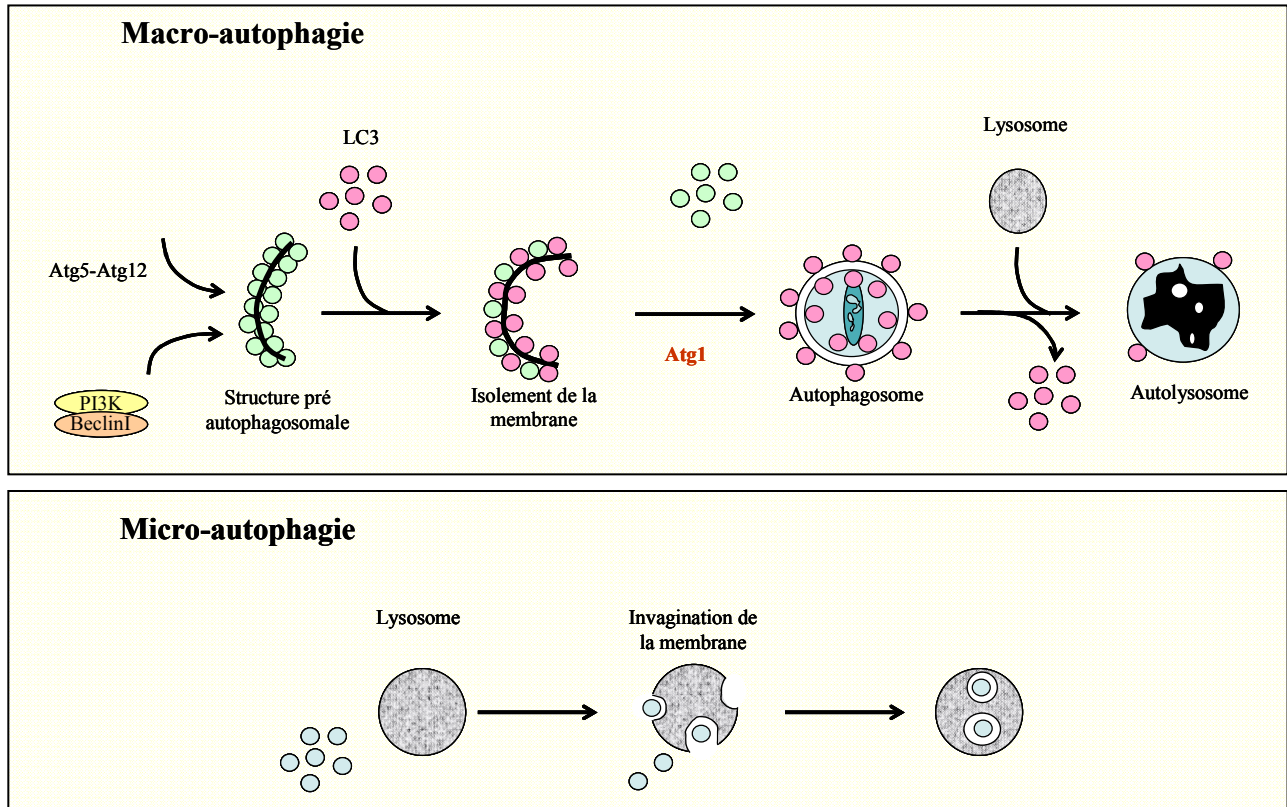 Macro-autophagie
LC3
Lysosome
Atg5-Atg12
PI3K
BeclinI
Structure pré
autophagosomale
Isolement de la
membrane
Atg1
Autophagosome
Autolysosome
Micro-autophagie
Lysosome
Invagination de
la membrane